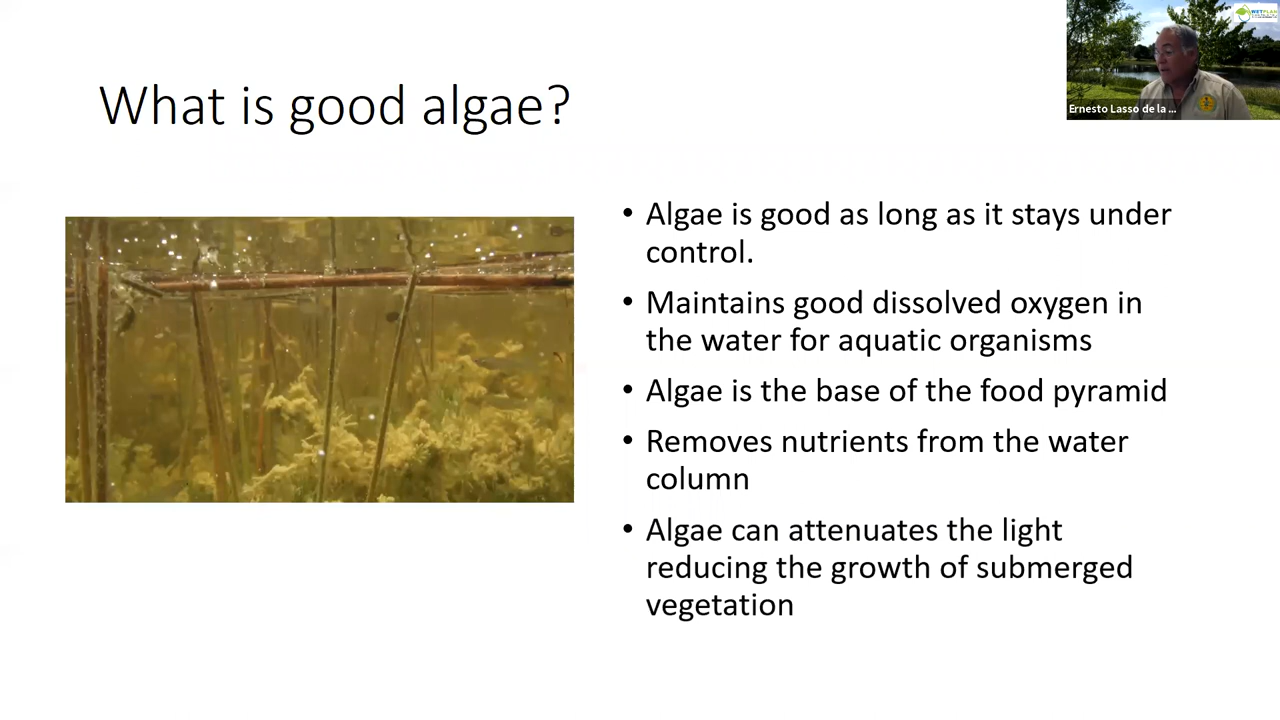 What is good algae?
WETPLAN
Ernesto Lasso de la ...
• Algae is good as long as it stays under
control.
• Maintains good dissolved oxygen in
the water for aquatic organisms
• Algae is the base of the food pyramid
• Removes nutrients from the water
column
• Algae can attenuates the light
reducing the growth of submerged
vegetation